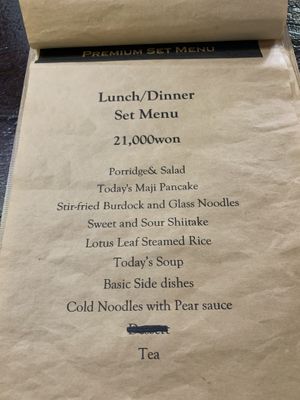 PREMIUM SET MENU
Lunch/Dinner
Set Menu
21,000won
Porridge& Salad
Today's Maji Pancake
Stir-fried Burdock and Glass Noodles
Sweet and Sour Shiitake
Lotus Leaf Steamed Rice
Today's Soup
Basic Side dishes
Cold Noodles with Pear sauce
Tea